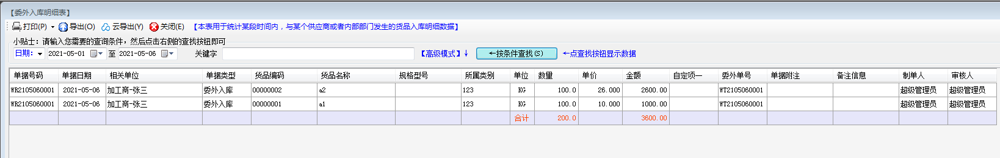 【委外入库明细表】
打印(P) 导出(O) 云导出(Y) 关闭(E) 【本表用于统计某段时间内，与某个供应商或者内部部门发生的货品入库明细数据】
小贴士：请输入您需要的查询条件，然后点击右侧的查找按钮即可
日期： 2021-05-01 至 2021-05-06 关键字 【高级模式】↓ ←按条件查找(S) ←点查找按钮显示数据
单据号码 单据日期 相关单位 单据类型 货品编码 货品名称 规格型号 所属类别 单位 数量 单价 金额 自定项一 委外单号 单据附注 备注信息 制单人 审核人
WR2105060001 2021-05-06 加工商-张三 委外入库 00000002 a2 123 KG 100.0 26.000 2600.00 WT2105060001 超级管理员 超级管理员
WR2105060001 2021-05-06 加工商-张三 委外入库 00000001 a1 123 KG 100.0 10.000 1000.00 WT2105060001 超级管理员 超级管理员
合计 200.0 3600.00